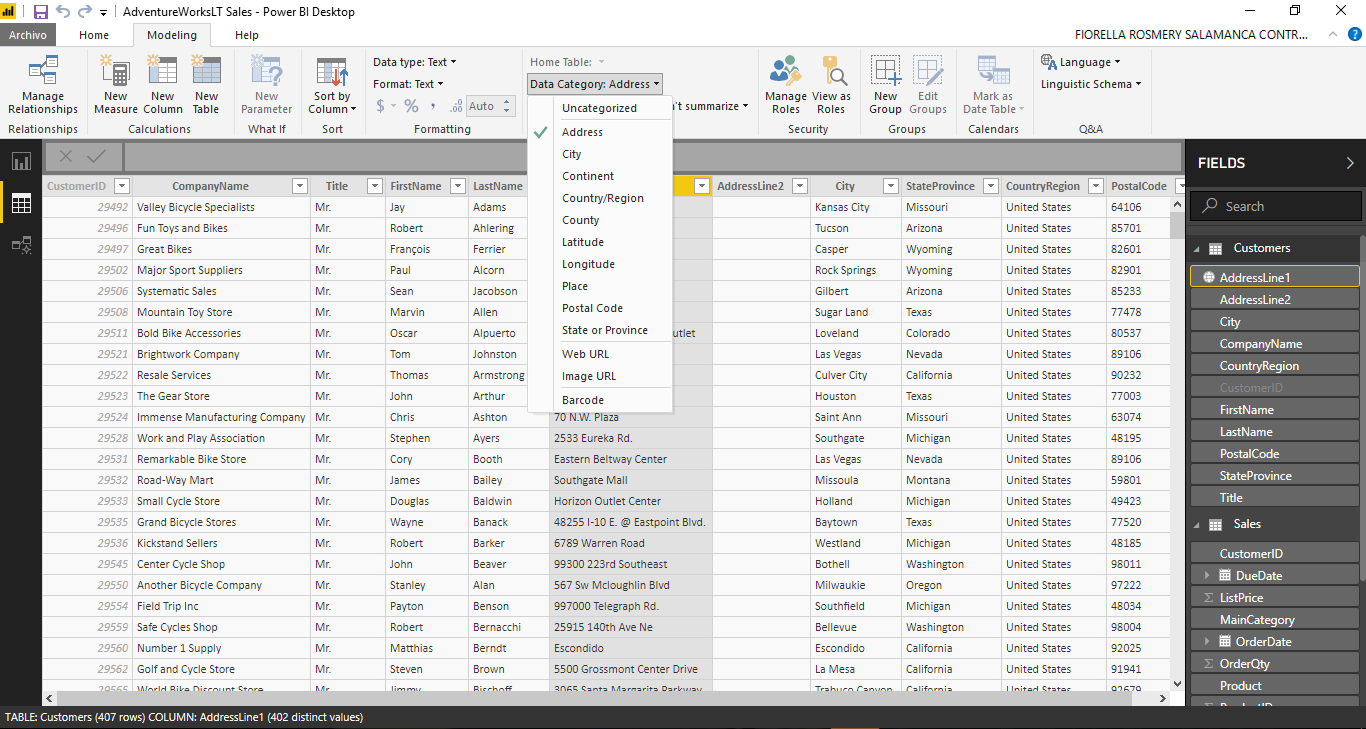 AdventureWorksLT Sales - Power BI Desktop
Archivo Home Modeling Help FIORELLA ROSMERY SALAMANCA CONTR...
Data type: Text Home Table: Language
Manage Relationships New Measure New Column New Table New Parameter Sort by Column Format: Text Data Category: Address Manage Roles View as Roles New Group Edit Groups Mark as Date Table Linguistic Schema
$ % , .00 Auto 't summarize
Relationships Calculations What If Sort Formatting Security Groups Calendars Q&A
Uncategorized
Address
City
Continent
Country/Region
County
Latitude
Longitude
Place
Postal Code
State or Province
Web URL
Image URL
Barcode
CustomerID CompanyName Title FirstName LastName AddressLine2 City StateProvince CountryRegion PostalCode
29492 Valley Bicycle Specialists Mr. Jay Adams Kansas City Missouri United States 64106
29496 Fun Toys and Bikes Mr. Robert Ahlering Tucson Arizona United States 85701
29497 Great Bikes Mr. François Ferrier Casper Wyoming United States 82601
29502 Major Sport Suppliers Mr. Paul Alcorn Rock Springs Wyoming United States 82901
29506 Systematic Sales Mr. Sean Jacobson Gilbert Arizona United States 85233
29508 Mountain Toy Store Mr. Marvin Allen Sugar Land Texas United States 77478
29511 Bold Bike Accessories Mr. Oscar Alpuerto utlet Loveland Colorado United States 80537
29521 Brightwork Company Mr. Tom Johnston Las Vegas Nevada United States 89106
29522 Resale Services Mr. Thomas Armstrong Culver City California United States 90232
29523 The Gear Store Mr. John Arthur Houston Texas United States 77003
29524 Immense Manufacturing Company Mr. Chris Ashton 70 N.W. Plaza Saint Ann Missouri United States 63074
29528 Work and Play Association Mr. Stephen Ayers 2533 Eureka Rd. Southgate Michigan United States 48195
29531 Remarkable Bike Store Mr. Cory Booth Eastern Beltway Center Las Vegas Nevada United States 89106
29532 Road-Way Mart Mr. James Bailey Southgate Mall Missoula Montana United States 59801
29533 Small Cycle Store Mr. Douglas Baldwin Horizon Outlet Center Holland Michigan United States 49423
29535 Grand Bicycle Stores Mr. Wayne Banack 48255 I-10 E. @ Eastpoint Blvd. Baytown Texas United States 77520
29536 Kickstand Sellers Mr. Robert Barker 6789 Warren Road Westland Michigan United States 48185
29545 Center Cycle Shop Mr. John Beaver 99300 223rd Southeast Bothell Washington United States 98011
29550 Another Bicycle Company Mr. Stanley Alan 567 Sw Mcloughlin Blvd Milwaukie Oregon United States 97222
29554 Field Trip Inc Mr. Payton Benson 997000 Telegraph Rd. Southfield Michigan United States 48034
29559 Safe Cycles Shop Mr. Robert Bernacchi 25915 140th Ave Ne Bellevue Washington United States 98004
29560 Number 1 Supply Mr. Matthias Berndt Escondido Escondido California United States 92025
29562 Golf and Cycle Store Mr. Steven Brown 5500 Grossmont Center Drive La Mesa California United States 91941
29565 World Bike Discount Store Mr. Jimmy Bischoff 3065 Santa Margarita Parkway Trabuco Canyon California United States 92679
FIELDS
Search
Customers
AddressLine1
AddressLine2
City
CompanyName
CountryRegion
CustomerID
FirstName
LastName
PostalCode
StateProvince
Title
Sales
CustomerID
DueDate
ListPrice
MainCategory
OrderDate
OrderQty
Product
ProductID
TABLE: Customers (407 rows) COLUMN: AddressLine1 (402 distinct values)